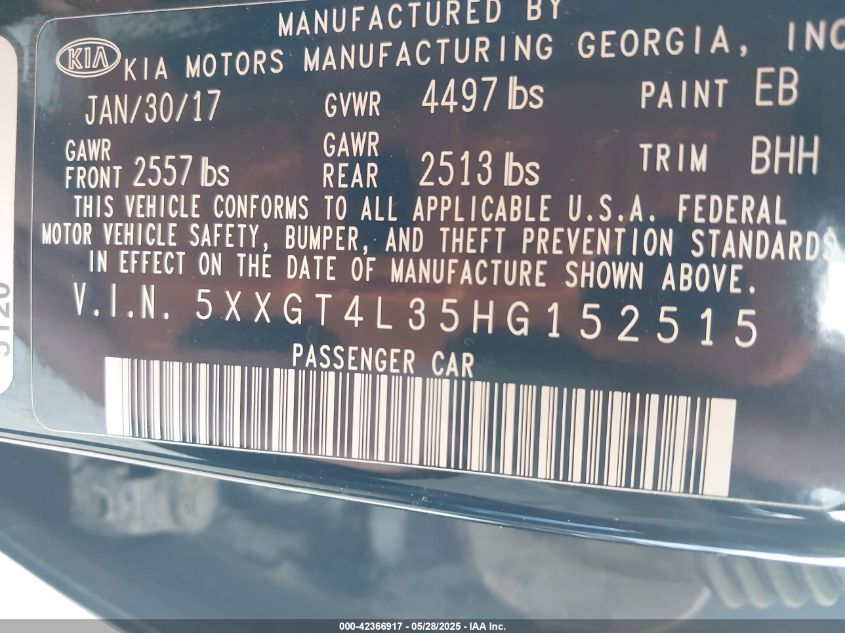 MANUFACTURED BY
KIA KIA MOTORS MANUFACTURING GEORGIA, INC
JAN/30/17 GVWR 4497 lbs PAINT EB
GAWR FRONT 2557 lbs GAWR REAR 2513 lbs TRIM BHH
THIS VEHICLE CONFORMS TO ALL APPLICABLE U.S.A. FEDERAL
MOTOR VEHICLE SAFETY, BUMPER, AND THEFT PREVENTION STANDARDS
IN EFFECT ON THE DATE OF MANUFACTURE SHOWN ABOVE.
V.I.N. 5XXGT4L35HG152515
PASSENGER CAR
000-42366917 - 05/28/2025 - IAA Inc.